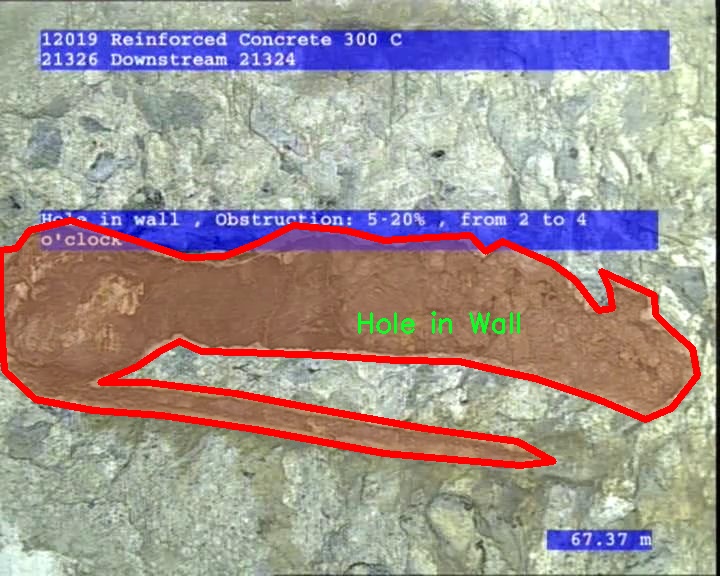 12019 Reinforced Concrete 300 C
21326 Downstream 21324
Hole in wall , Obstruction: 5-20% , from 2 to 4
o'clock
Hole in Wall
67.37 m